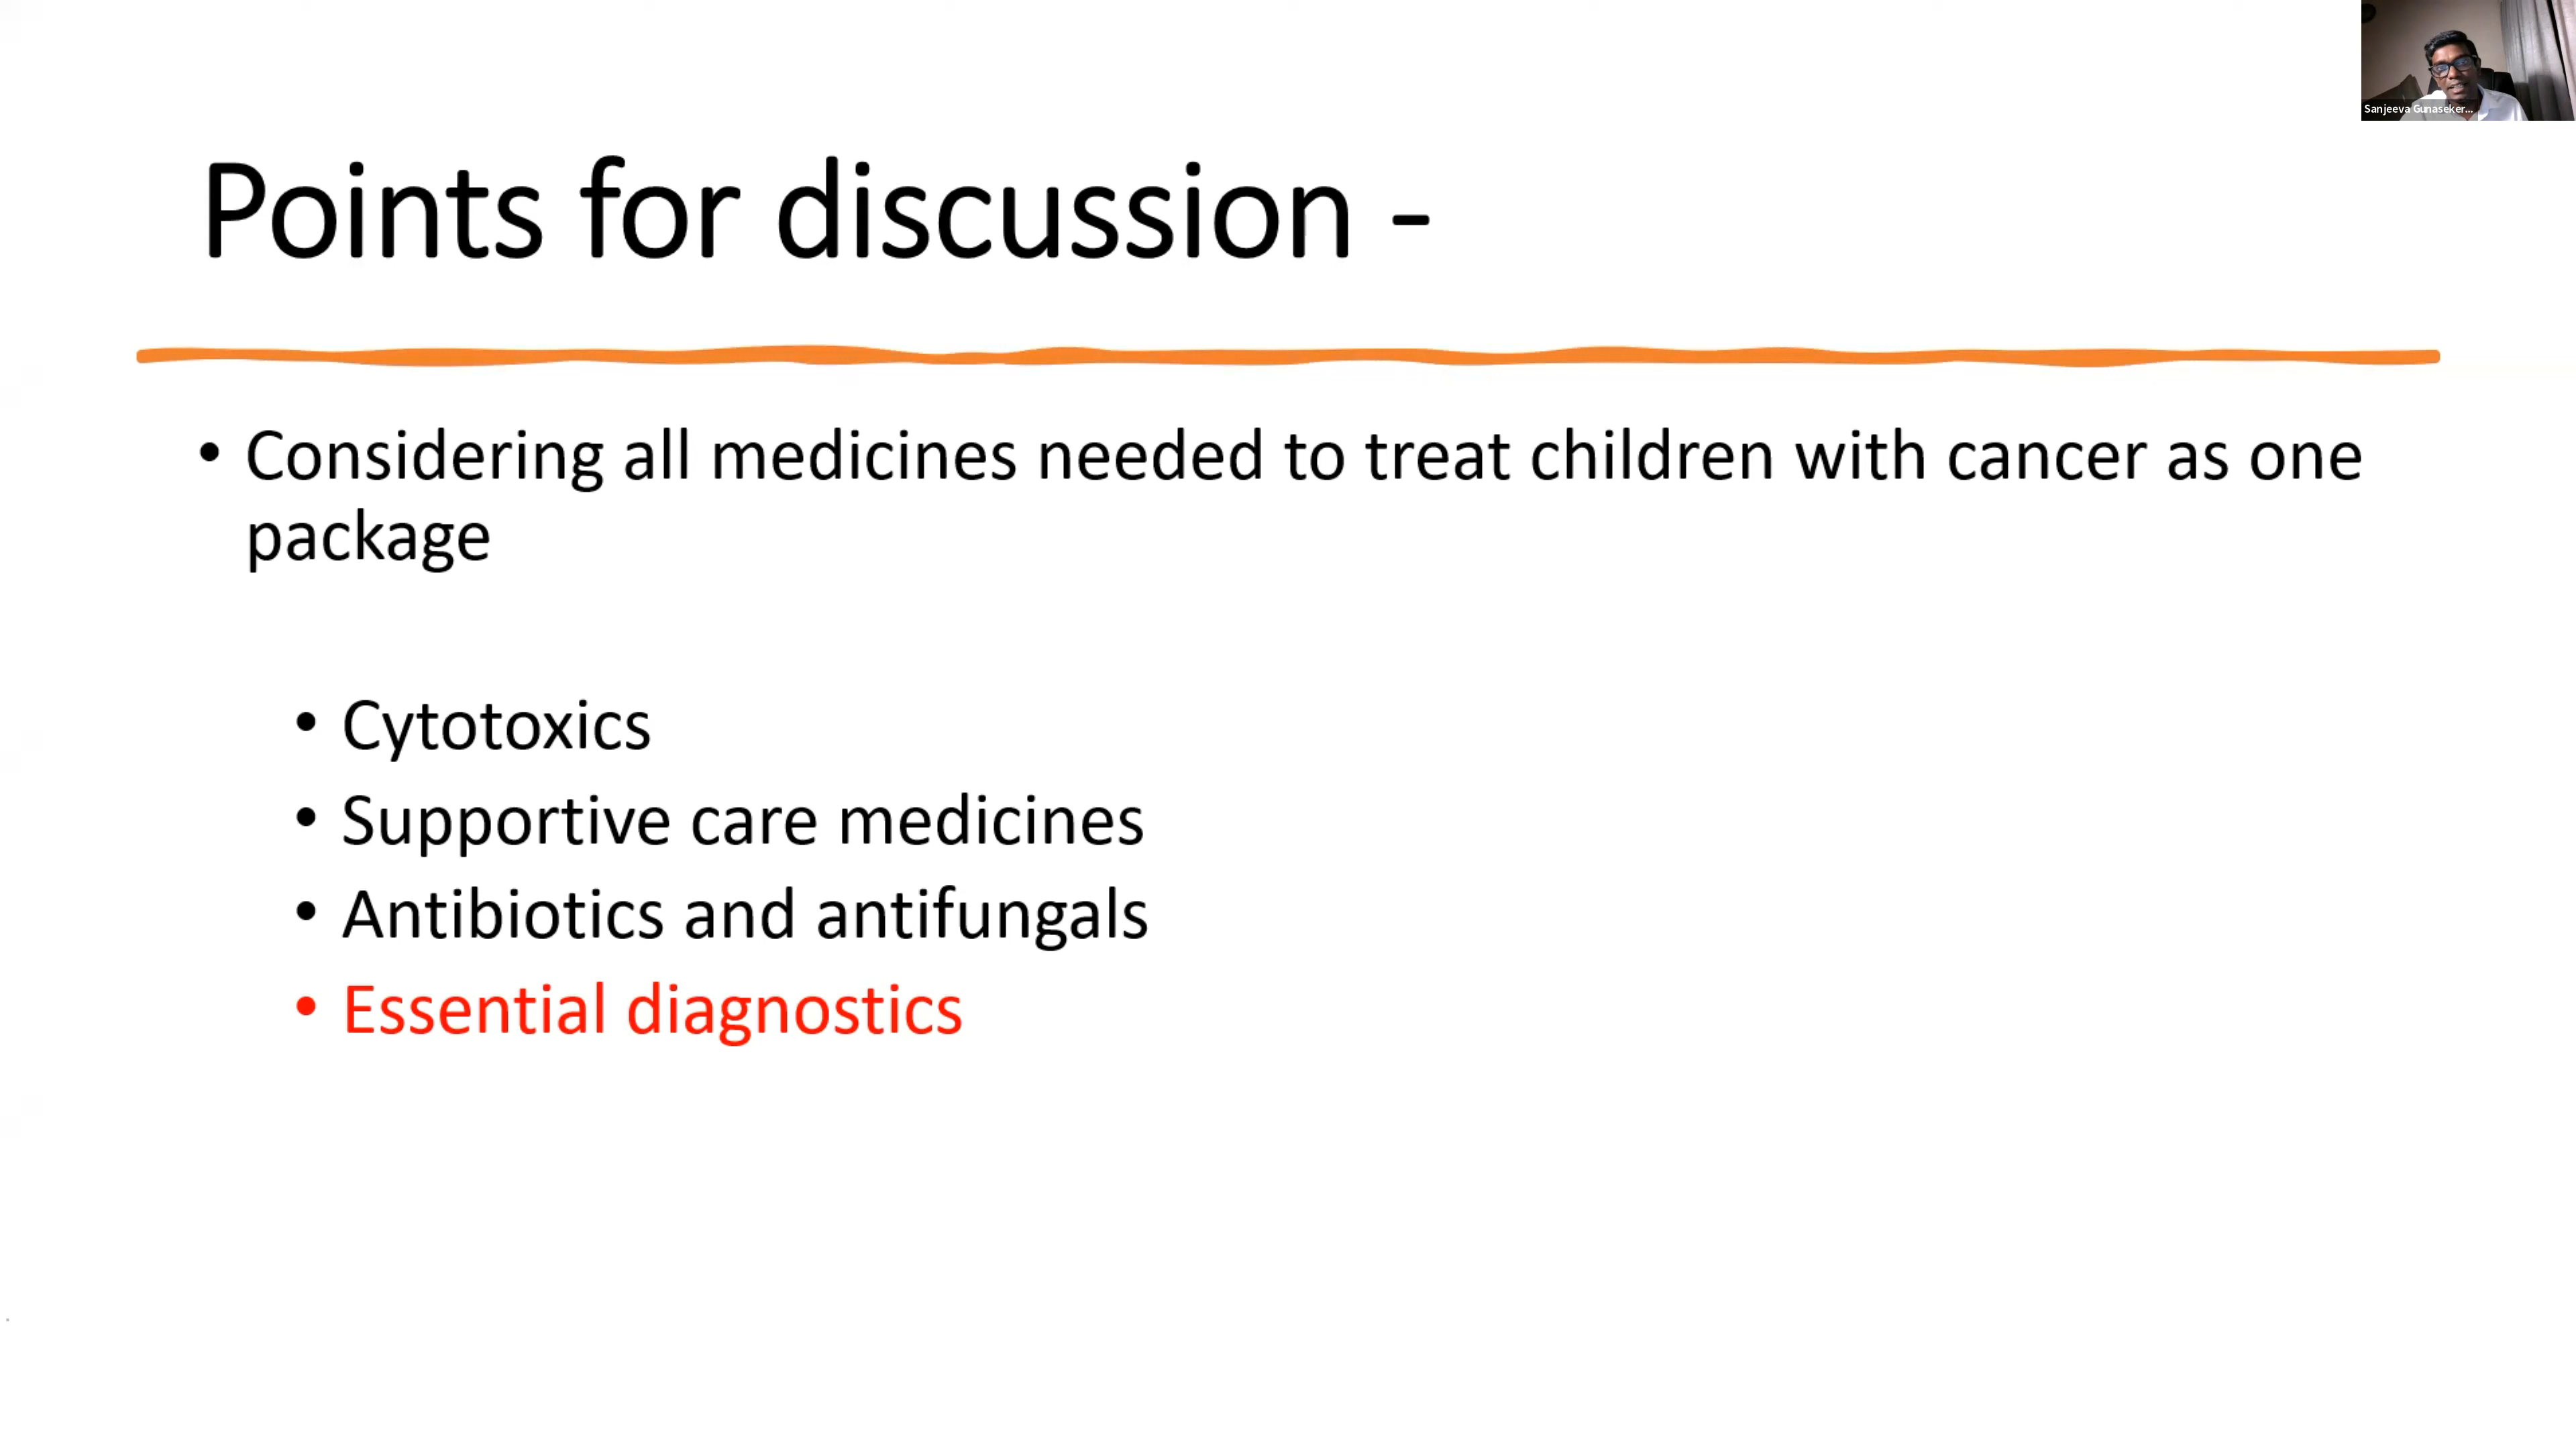 Sanjeeva Gunaseker...
Points for discussion -
• Considering all medicines needed to treat children with cancer as one
package
• Cytotoxics
• Supportive care medicines
• Antibiotics and antifungals
• Essential diagnostics